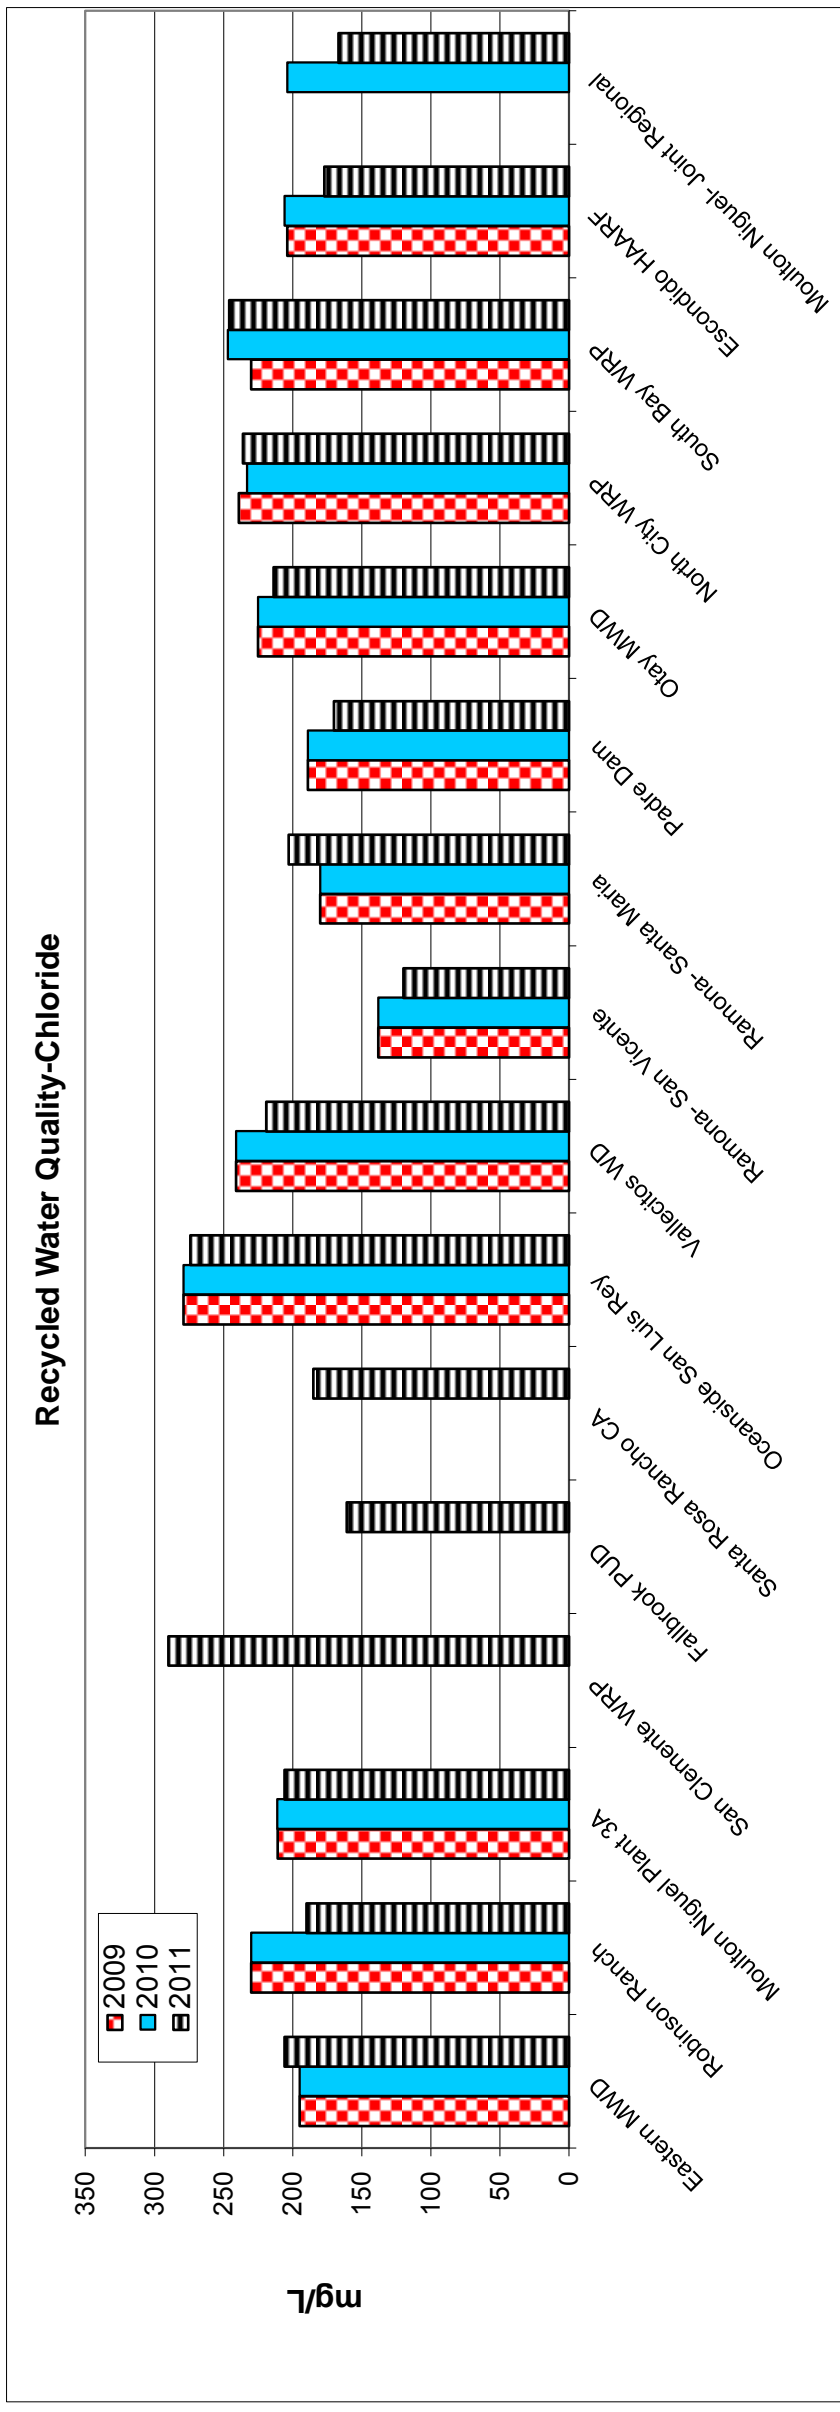 Recycled Water Quality-Chloride
350
300
250
200
150
100
50
0
mg/L
2009
2010
2011
Eastern MWD
Robinson Ranch
Moulton Niguel Plant 3A
San Clemente WRP
Fallbrook PUD
Santa Rosa Rancho CA
Oceanside San Luis Rey
Vallecitos WD
Ramona- San Vicente
Ramona- Santa Maria
Padre Dam
Otay MWD
North City WRP
South Bay WRP
Escondido HAARF
Moulton Niguel- Joint Regional